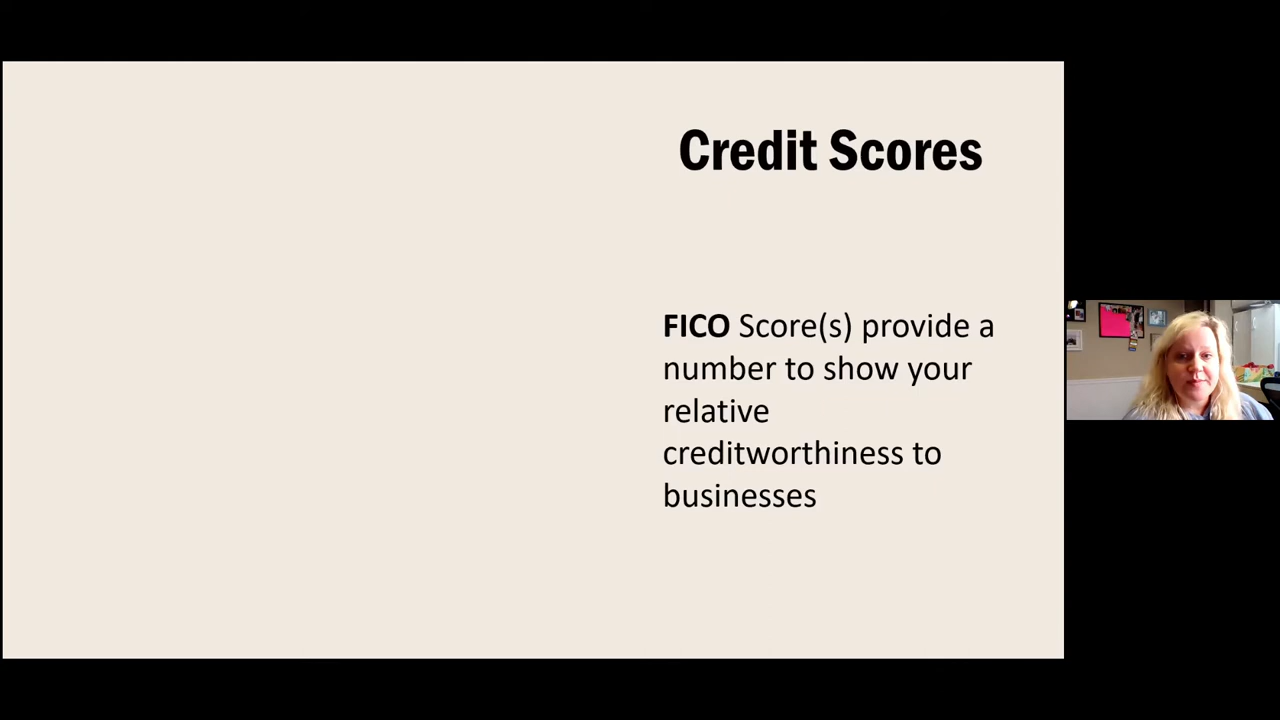 Credit Scores
FICO Score(s) provide a
number to show your
relative
creditworthiness to
businesses